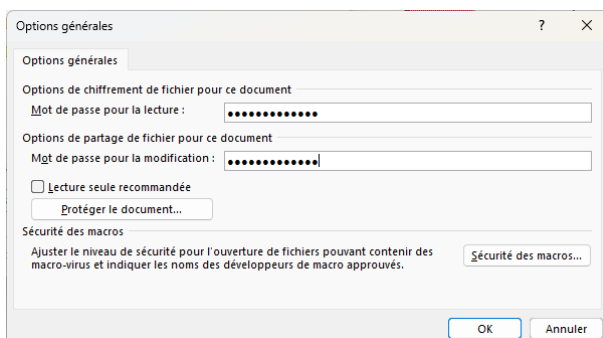 Options générales
? ×
Options générales
Options de chiffrement de fichier pour ce document
Mot de passe pour la lecture : •••••••••••••
Options de partage de fichier pour ce document
Mot de passe pour la modification : •••••••••••••
Lecture seule recommandée
Protéger le document...
Sécurité des macros
Ajuster le niveau de sécurité pour l'ouverture de fichiers pouvant contenir des
macro-virus et indiquer les noms des développeurs de macro approuvés.
Sécurité des macros...
OK Annuler